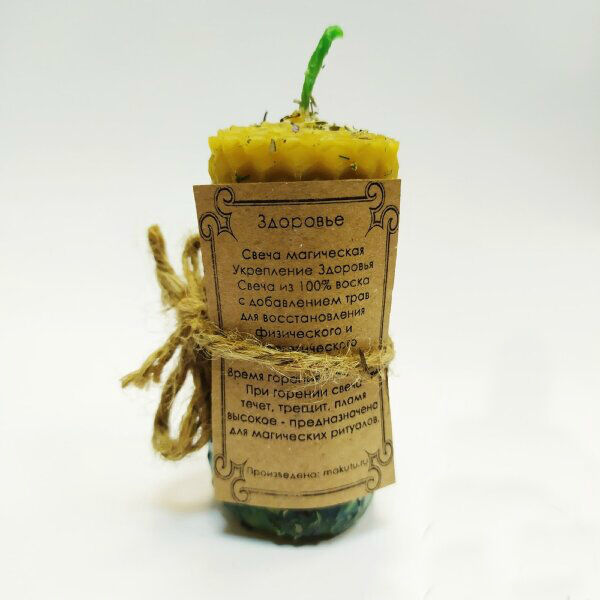 Здоровье
Свеча магическая
Укрепление Здоровья
Свеча из 100% воска
с добавлением трав
для восстановления
физического и
Время горения
При горении свеча
течет, трещит, пламя
высокое - предназначена
для магических ритуалов.
Произведена: makutu.ru